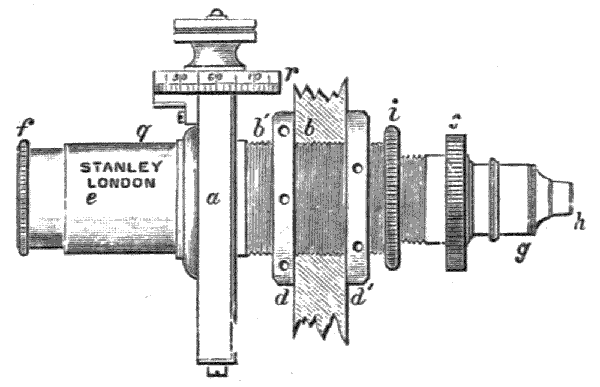 30 60 10 r
f q b' b i s
STANLEY
LONDON
e a h
g
d d'